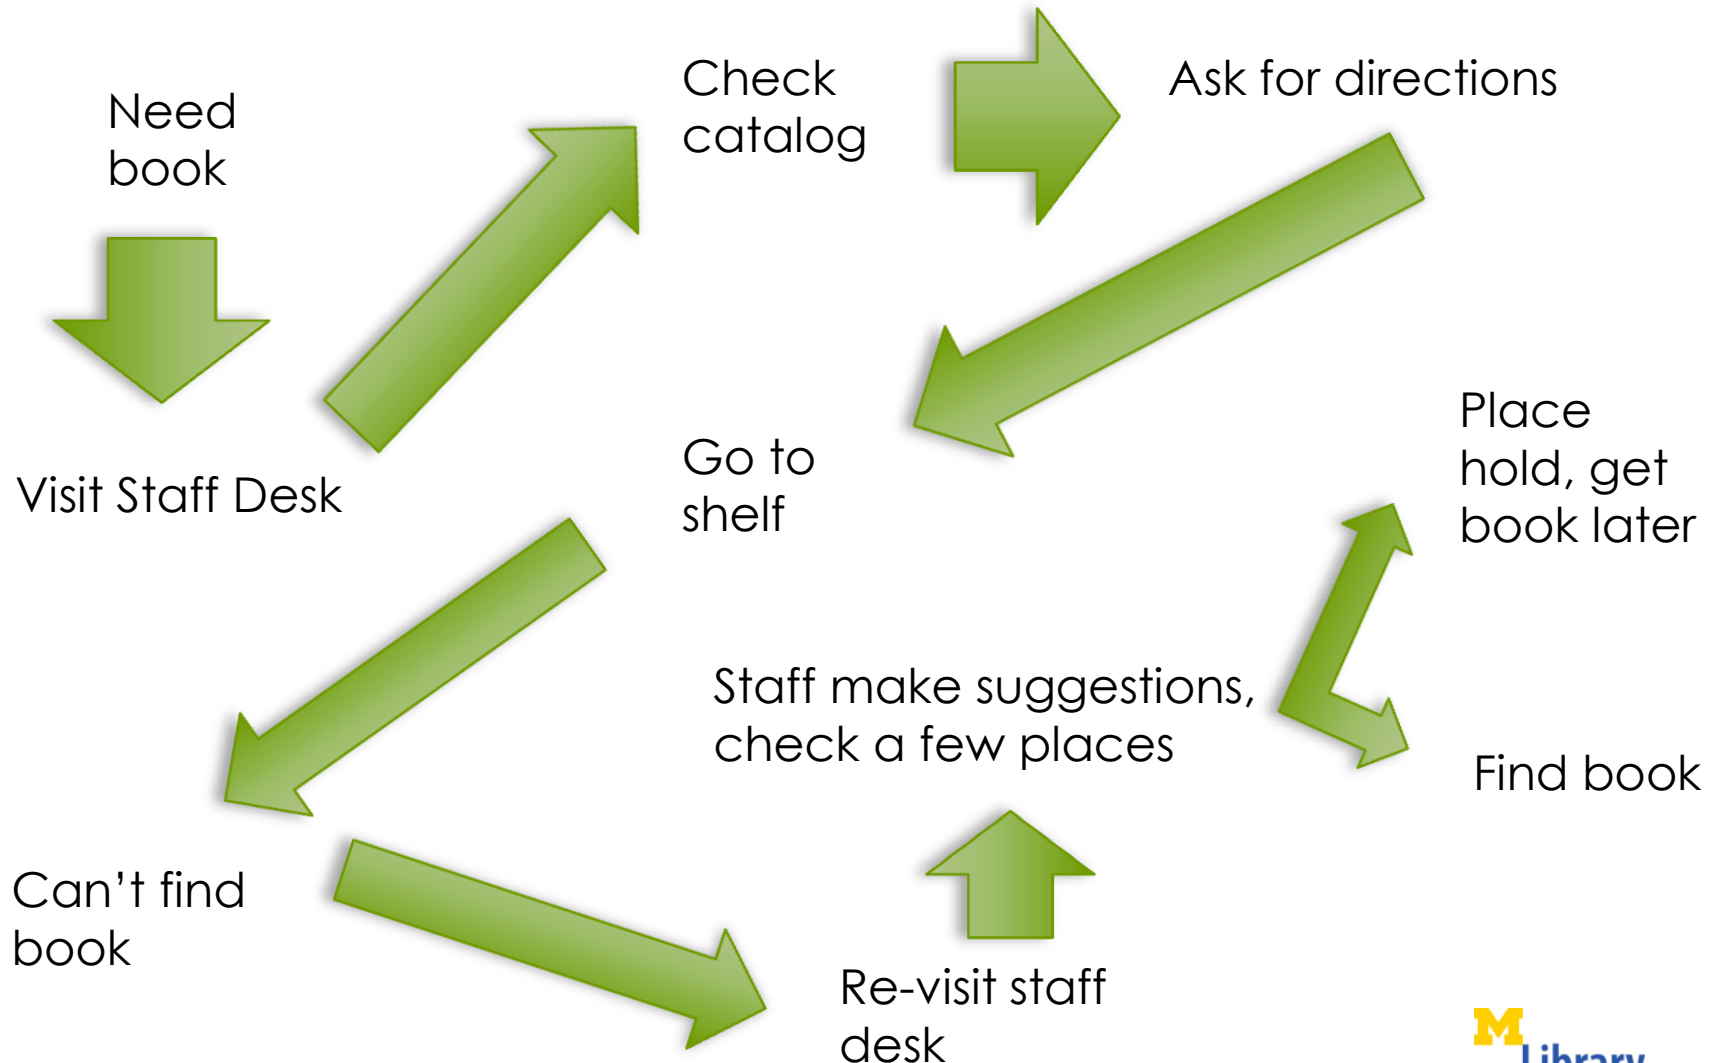 Need
book
Visit Staff Desk
Check
catalog
Ask for directions
Go to
shelf
Can't find
book
Re-visit staff
desk
Staff make suggestions,
check a few places
Place
hold, get
book later
Find book
M
Library